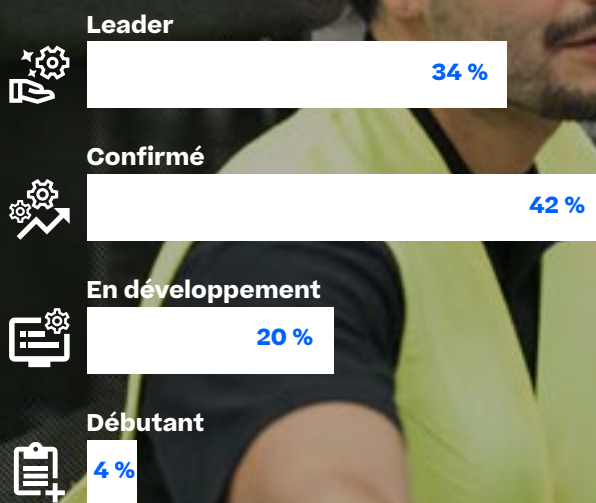 Leader
34 %
Confirmé
42 %
En développement
20 %
Débutant
4 %